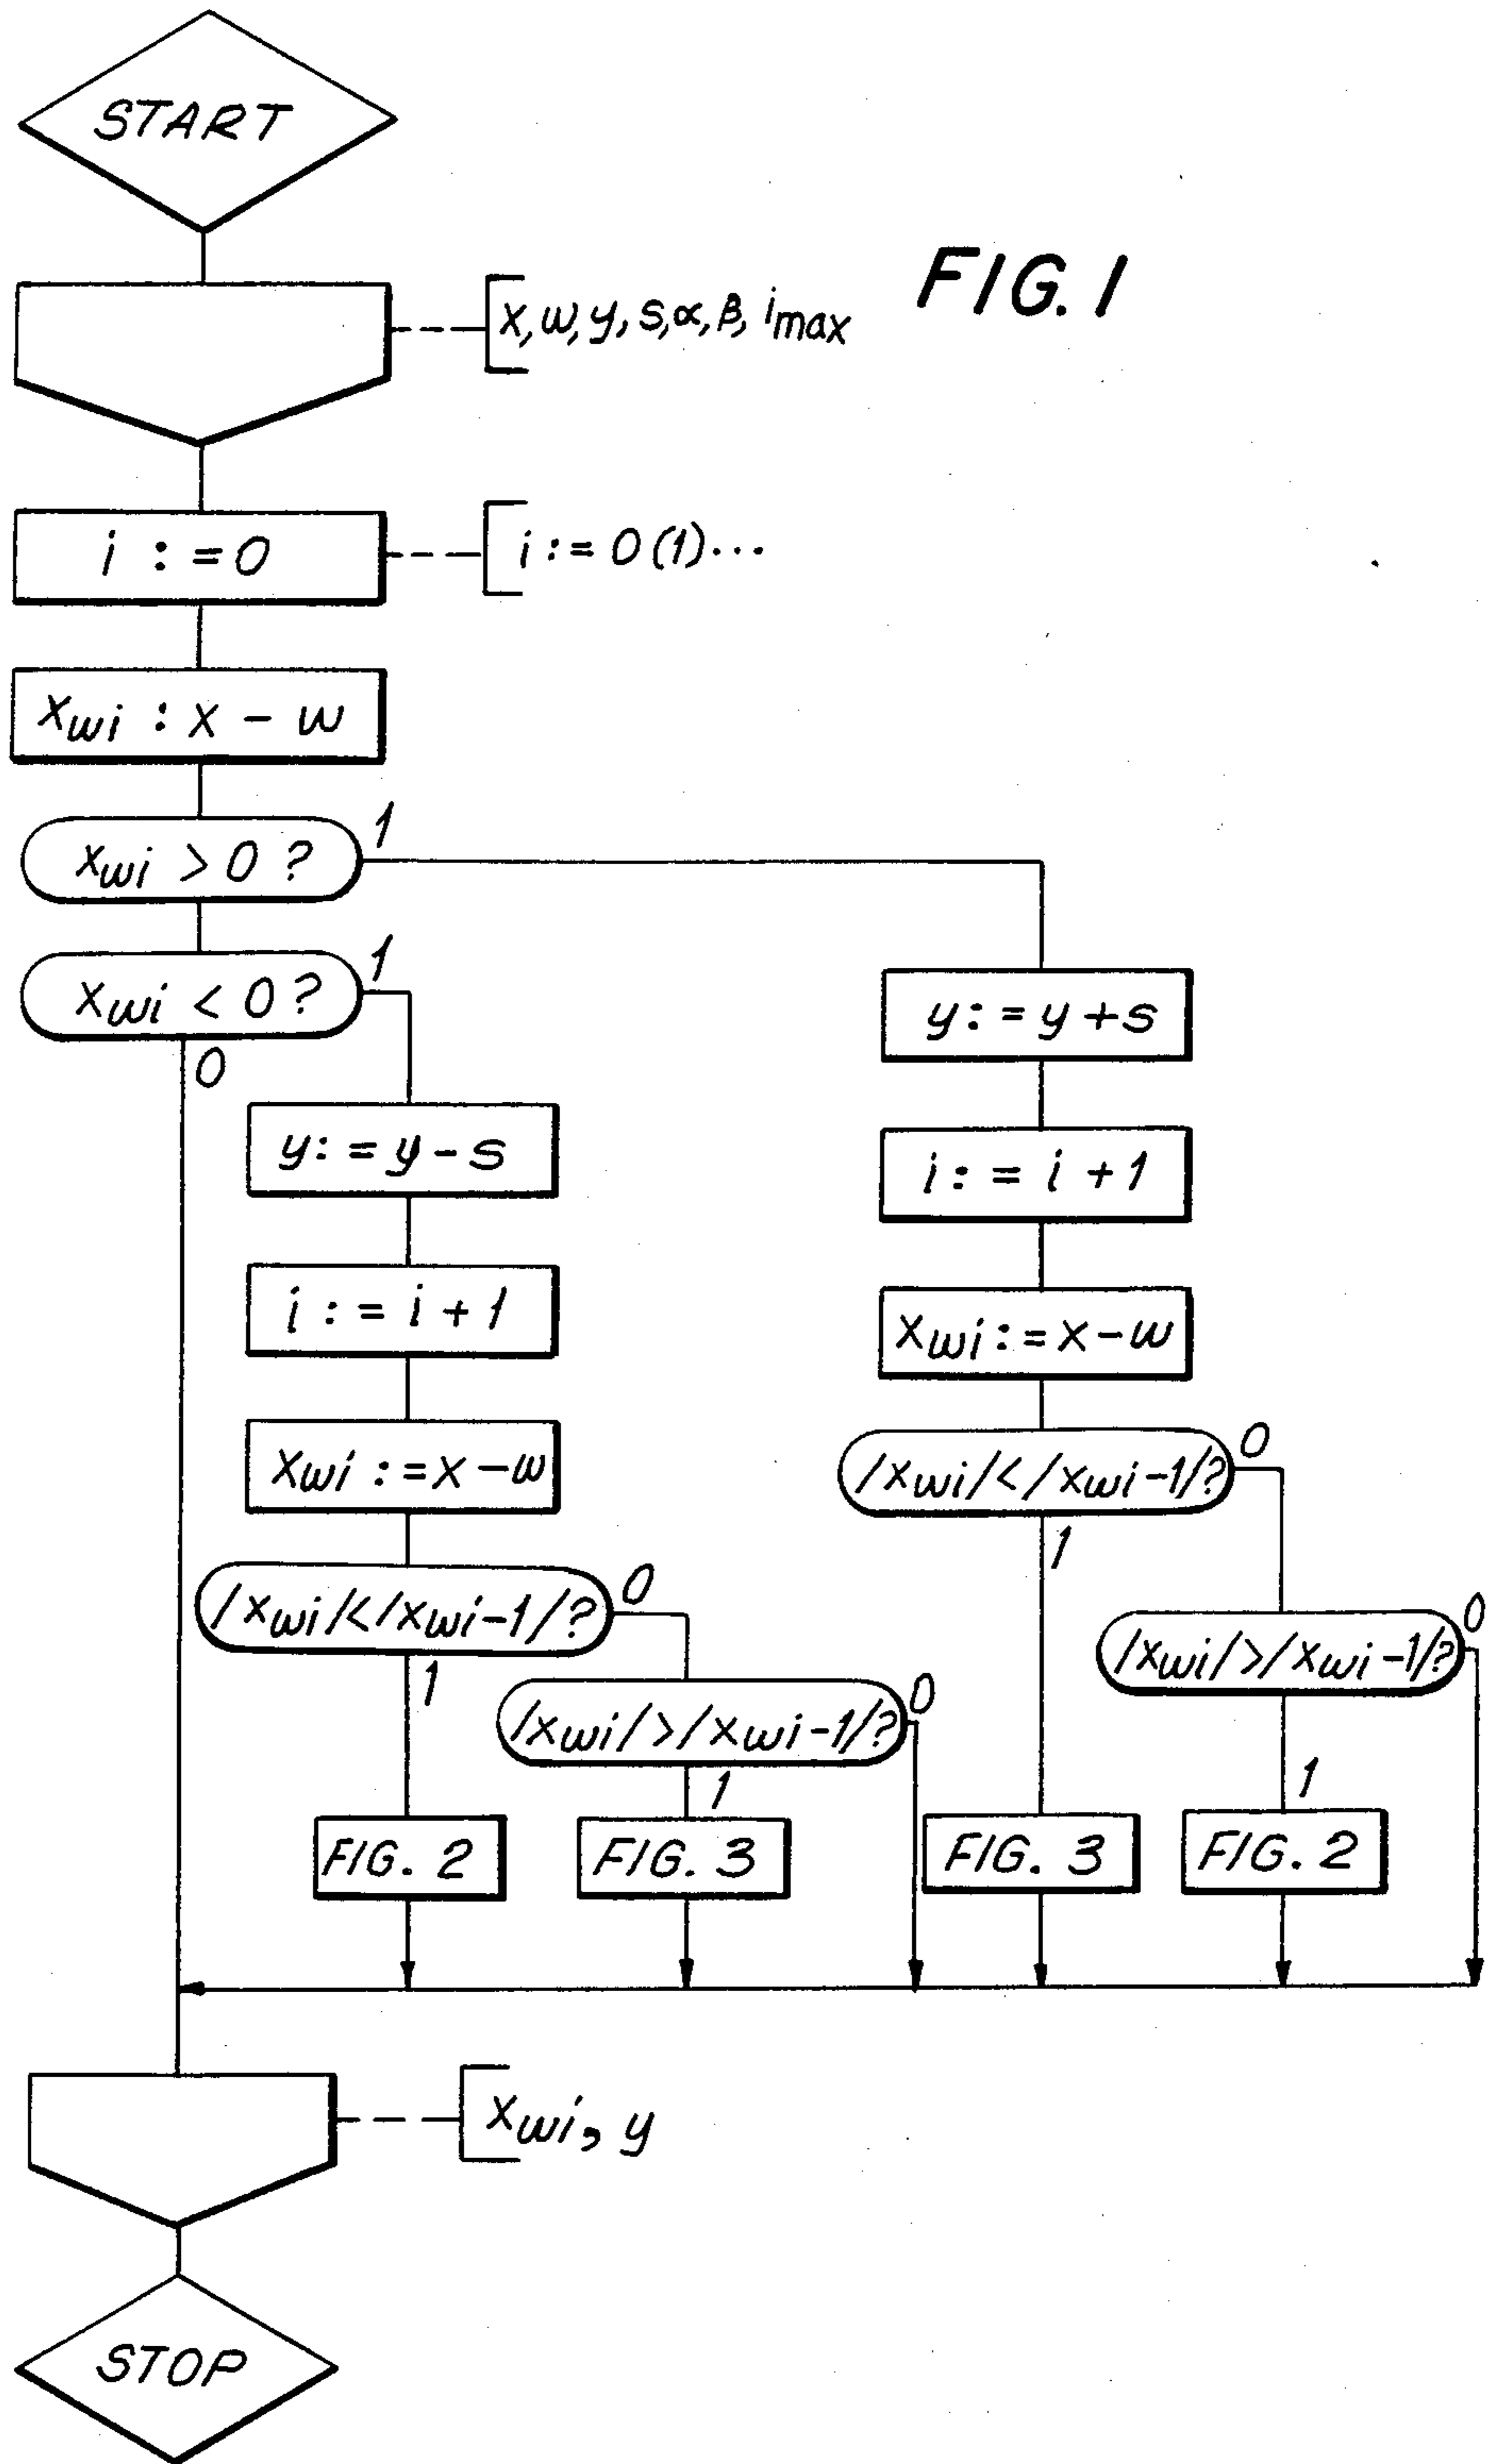 START
FIG. 1
x, w, y, s, α, β, imax
i : = 0
i : = 0 (1) ...
xwi : x - w
xwi > 0 ?
1
xwi < 0 ?
1
0
y: = y - s
i : = i + 1
xwi : = x - w
/xwi/</xwi-1/?
0
1
/xwi/>/xwi-1/?
0
1
FIG. 2
FIG. 3
y: = y + s
i : = i + 1
xwi : = x - w
/xwi/</xwi-1/?
0
1
/xwi/>/xwi-1/?
0
1
FIG. 3
FIG. 2
xwi, y
STOP